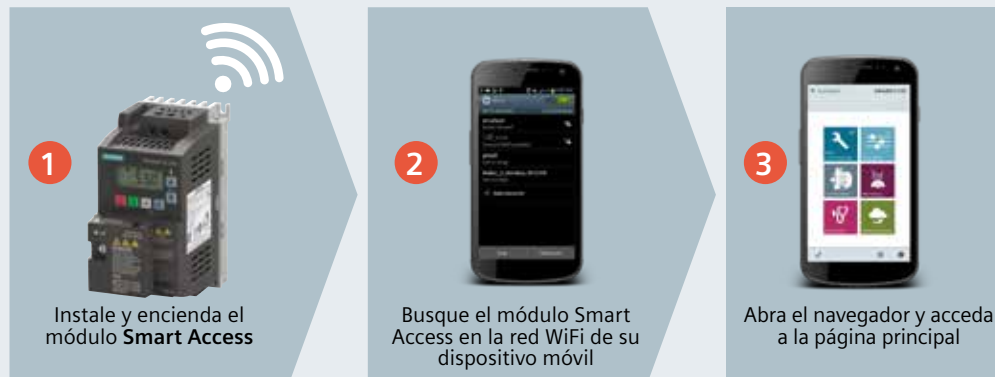 1
Instale y encienda el
módulo Smart Access
2
Busque el módulo Smart
Access en la red WiFi de su
dispositivo móvil
3
Abra el navegador y acceda
a la página principal